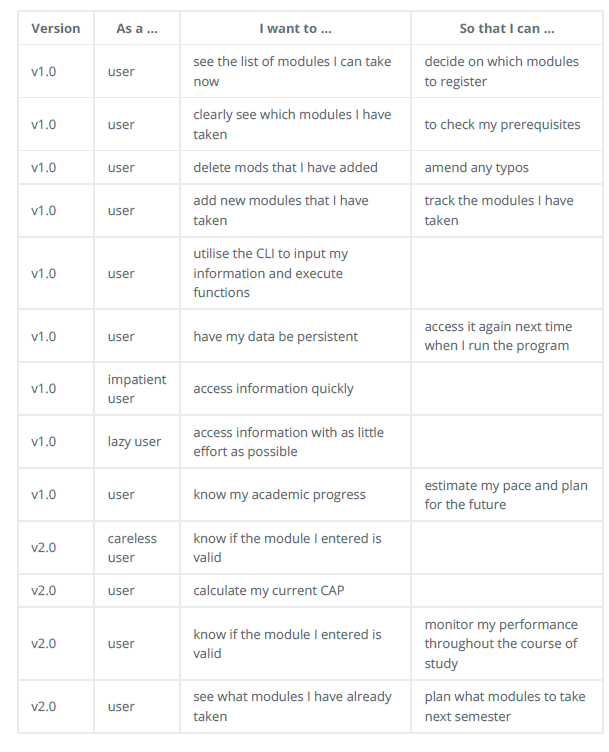 Version As a ... I want to ... So that I can ...
v1.0 user see the list of modules I can take now decide on which modules to register
v1.0 user clearly see which modules I have taken to check my prerequisites
v1.0 user delete mods that I have added amend any typos
v1.0 user add new modules that I have taken track the modules I have taken
v1.0 user utilise the CLI to input my information and execute functions
v1.0 user have my data be persistent access it again next time when I run the program
v1.0 impatient user access information quickly
v1.0 lazy user access information with as little effort as possible
v1.0 user know my academic progress estimate my pace and plan for the future
v2.0 careless user know if the module I entered is valid
v2.0 user calculate my current CAP
v2.0 user know if the module I entered is valid monitor my performance throughout the course of study
v2.0 user see what modules I have already taken plan what modules to take next semester